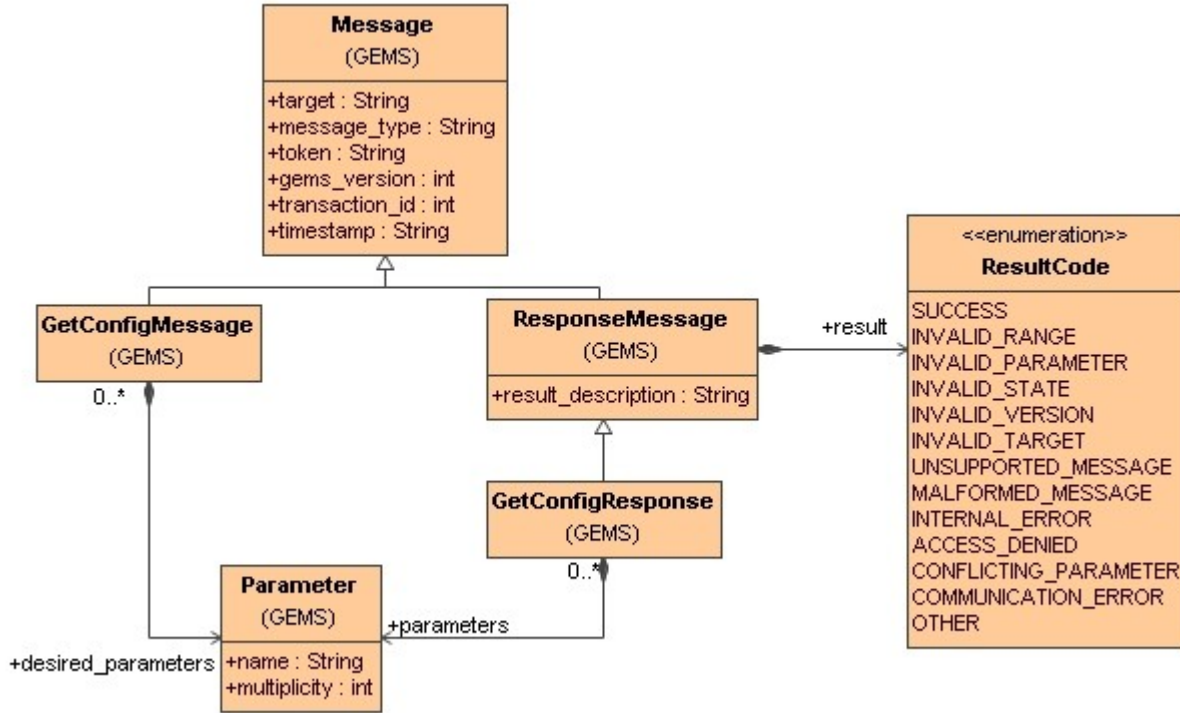 Message
(GEMS)
+target : String
+message_type : String
+token : String
+gems_version : int
+transaction_id : int
+timestamp : String
GetConfigMessage
(GEMS)
0..*
ResponseMessage
(GEMS)
+result_description : String
+result
<<enumeration>>
ResultCode
SUCCESS
INVALID_RANGE
INVALID_PARAMETER
INVALID_STATE
INVALID_VERSION
INVALID_TARGET
UNSUPPORTED_MESSAGE
MALFORMED_MESSAGE
INTERNAL_ERROR
ACCESS_DENIED
CONFLICTING_PARAMETER
COMMUNICATION_ERROR
OTHER
GetConfigResponse
(GEMS)
0..*
Parameter
(GEMS)
+name : String
+multiplicity : int
+parameters
+desired_parameters